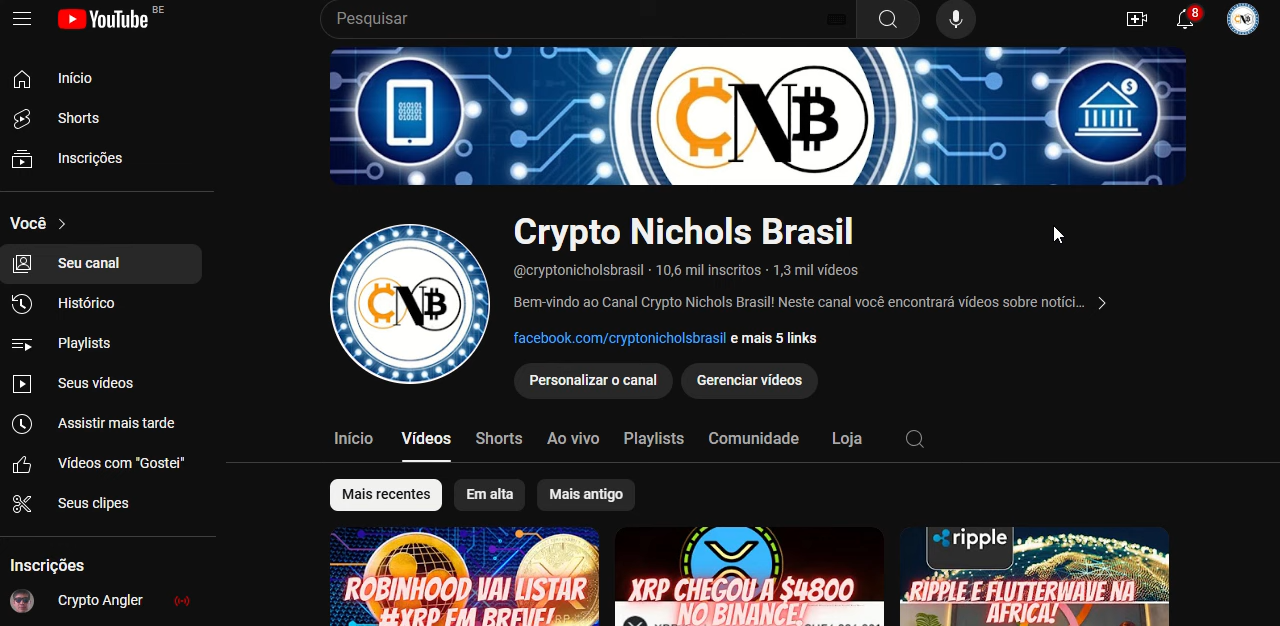 YouTube BE
Pesquisar
8
Início
Shorts
Inscrições
Você
Seu canal
Histórico
Playlists
Seus vídeos
Assistir mais tarde
Vídeos com "Gostei"
Seus clipes
Inscrições
Crypto Angler
CNB
Crypto Nichols Brasil
@cryptonicholsbrasil · 10,6 mil inscritos · 1,3 mil vídeos
Bem-vindo ao Canal Crypto Nichols Brasil! Neste canal você encontrará vídeos sobre notíci...
facebook.com/cryptonicholsbrasil e mais 5 links
Personalizar o canal
Gerenciar vídeos
Início Vídeos Shorts Ao vivo Playlists Comunidade Loja
Mais recentes Em alta Mais antigo
ROBINHOOD VAI LISTAR
#XRP EM BREVE!
XRP CHEGOU A $4800
NO BINANCE!
ripple
RIPPLE E FLUTTERWAVE NA
AFRICA!